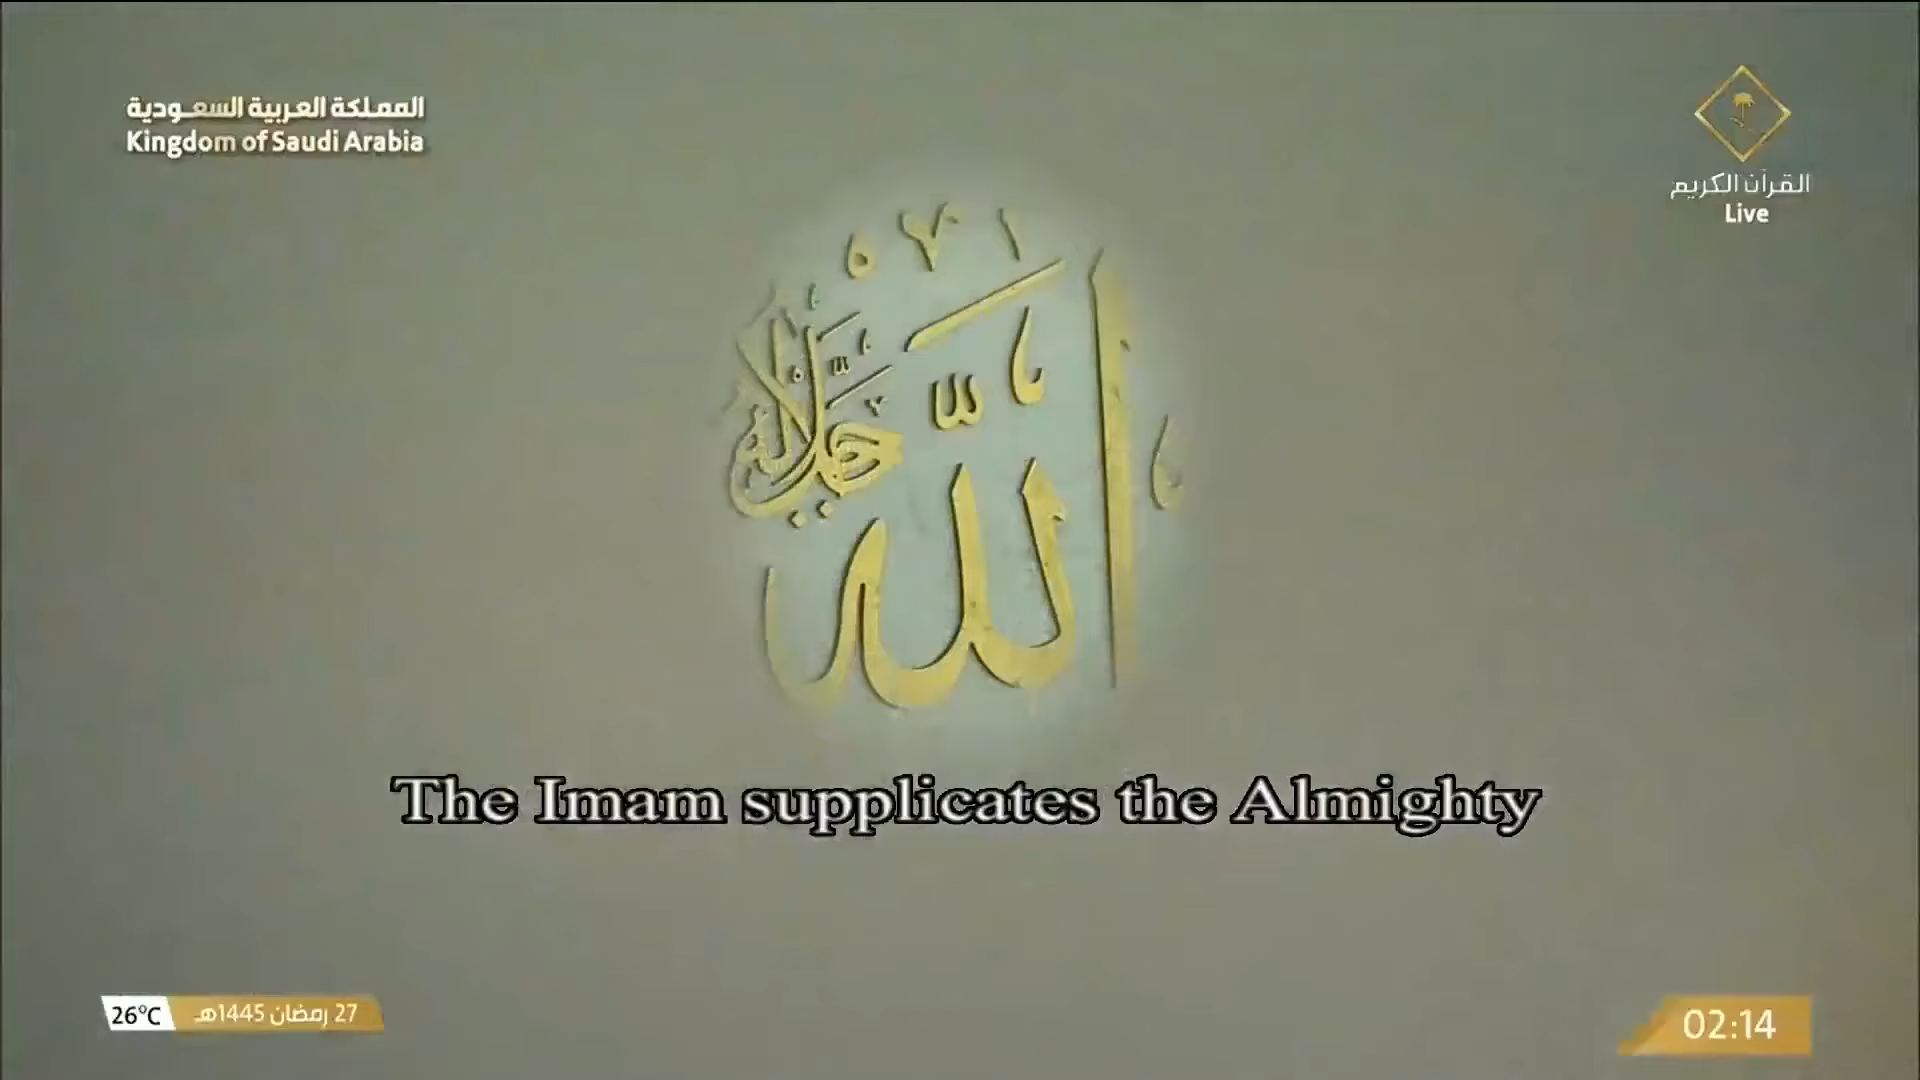 المملكة العربية السعودية
Kingdom of Saudi Arabia
القرآن الكريم
Live
الله
جل جلاله
The Imam supplicates the Almighty
26°C
27 رمضان 1445هـ
02:14